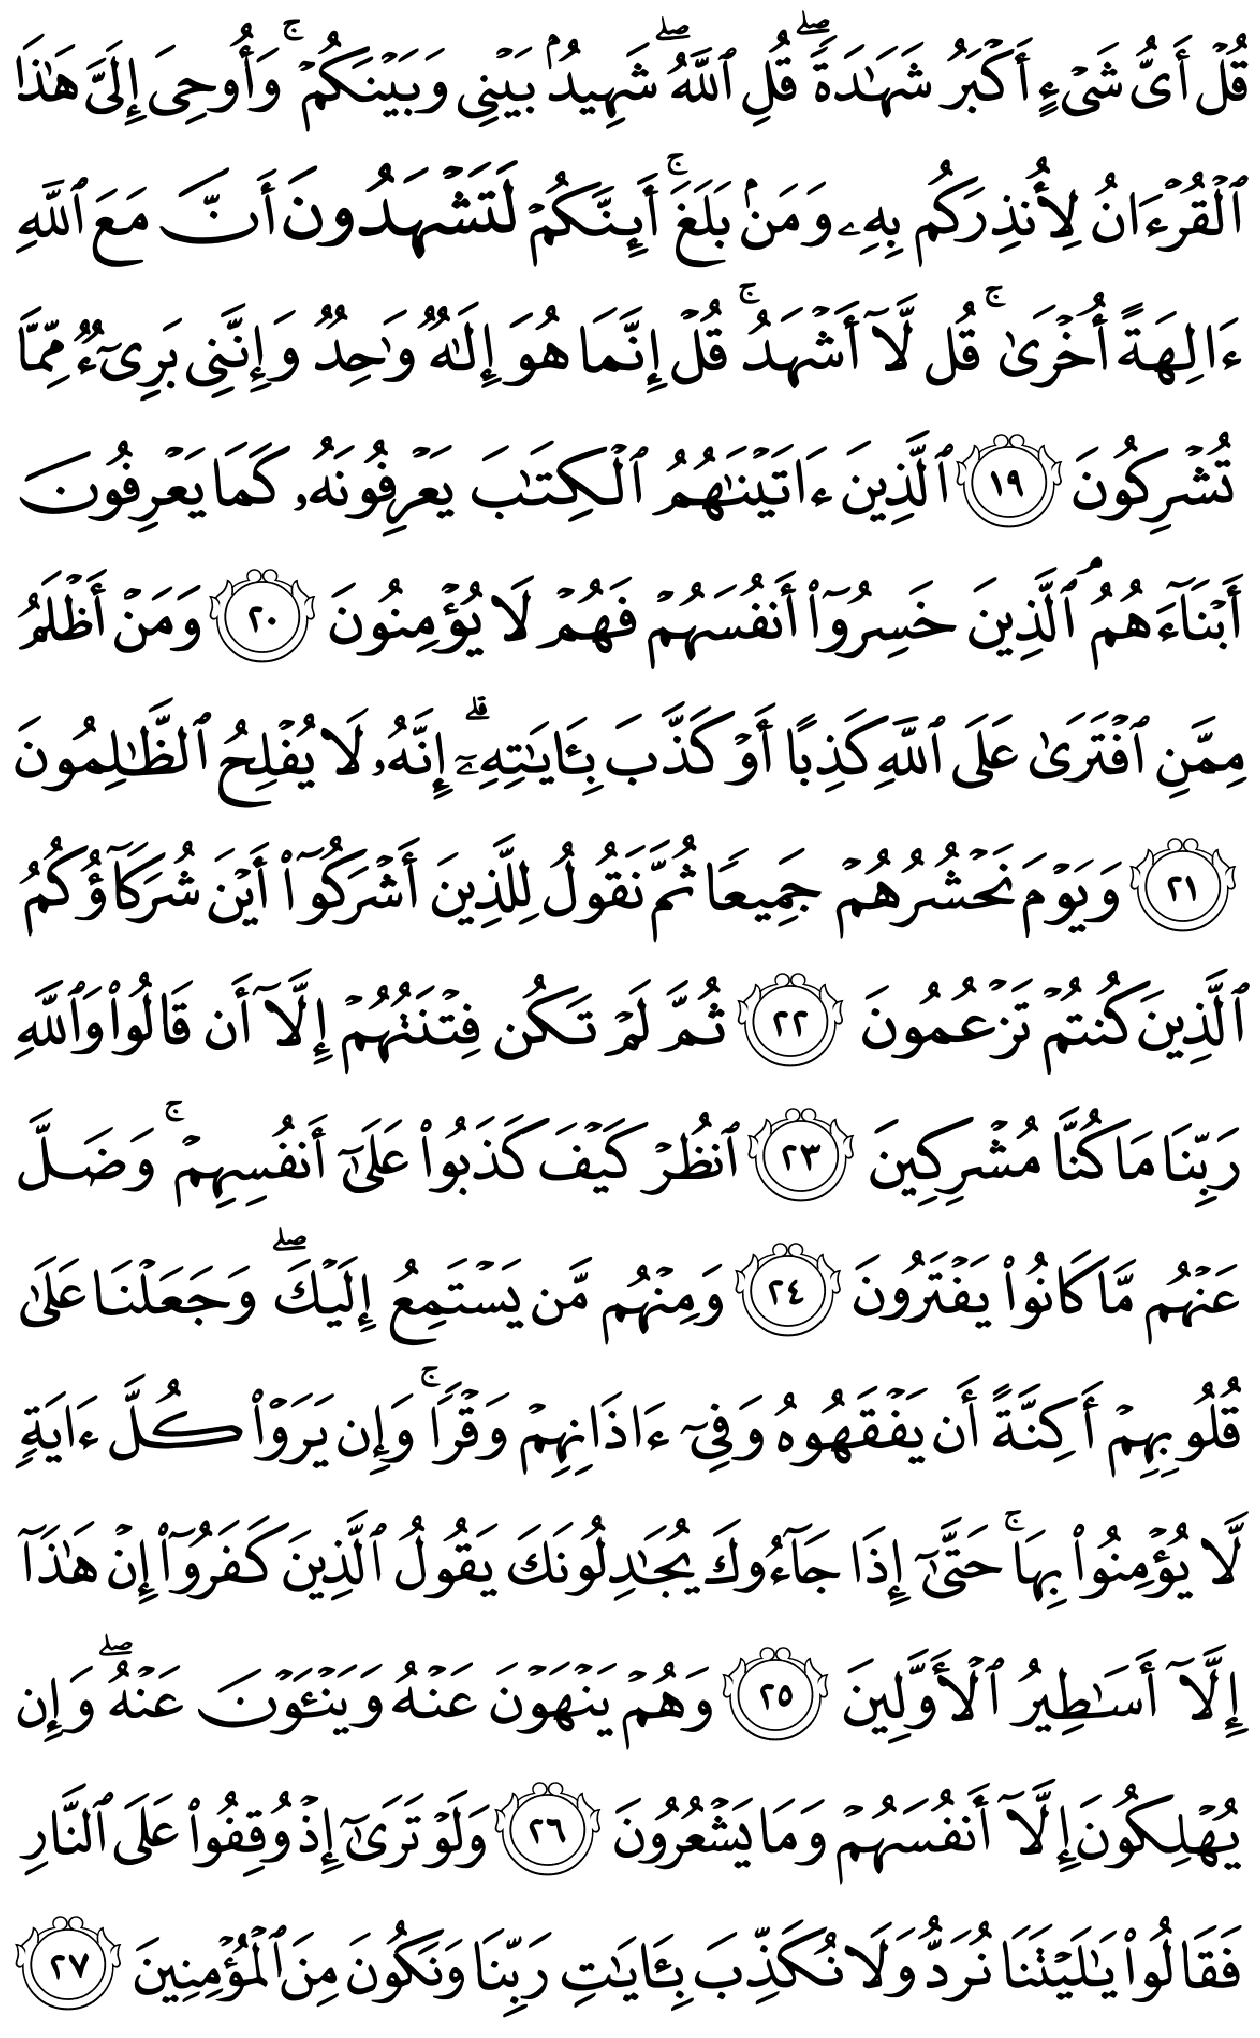 قُلْ أَىُّ شَىْءٍ أَكْبَرُ شَهَـٰدَةًۖ قُلِ ٱللَّهُۖ شَهِيدُۢ بَيْنِى وَبَيْنَكُمْۚ وَأُوحِىَ إِلَىَّ هَـٰذَا
ٱلْقُرْءَانُ لِأُنذِرَكُم بِهِۦ وَمَنۢ بَلَغَۚ أَئِنَّكُمْ لَتَشْهَدُونَ أَنَّ مَعَ ٱللَّهِ
ءَالِهَةً أُخْرَىٰۚ قُل لَّآ أَشْهَدُۚ قُلْ إِنَّمَا هُوَ إِلَـٰهٌ وَٰحِدٌ وَإِنَّنِى بَرِىٓءٌ مِّمَّا
تُشْرِكُونَ ١٩ ٱلَّذِينَ ءَاتَيْنَـٰهُمُ ٱلْكِتَـٰبَ يَعْرِفُونَهُۥ كَمَا يَعْرِفُونَ
أَبْنَآءَهُمُۘ ٱلَّذِينَ خَسِرُوٓا۟ أَنفُسَهُمْ فَهُمْ لَا يُؤْمِنُونَ ٢٠ وَمَنْ أَظْلَمُ
مِمَّنِ ٱفْتَرَىٰ عَلَى ٱللَّهِ كَذِبًا أَوْ كَذَّبَ بِـَٔايَـٰتِهِۦٓۗ إِنَّهُۥ لَا يُفْلِحُ ٱلظَّـٰلِمُونَ
٢١ وَيَوْمَ نَحْشُرُهُمْ جَمِيعًا ثُمَّ نَقُولُ لِلَّذِينَ أَشْرَكُوٓا۟ أَيْنَ شُرَكَآؤُكُمُ
ٱلَّذِينَ كُنتُمْ تَزْعُمُونَ ٢٢ ثُمَّ لَمْ تَكُن فِتْنَتُهُمْ إِلَّآ أَن قَالُوا۟ وَٱللَّهِ
رَبِّنَا مَا كُنَّا مُشْرِكِينَ ٢٣ ٱنظُرْ كَيْفَ كَذَبُوا۟ عَلَىٰٓ أَنفُسِهِمْۚ وَضَلَّ
عَنْهُم مَّا كَانُوا۟ يَفْتَرُونَ ٢٤ وَمِنْهُم مَّن يَسْتَمِعُ إِلَيْكَۖ وَجَعَلْنَا عَلَىٰ
قُلُوبِهِمْ أَكِنَّةً أَن يَفْقَهُوهُ وَفِىٓ ءَاذَانِهِمْ وَقْرًاۚ وَإِن يَرَوْا۟ كُلَّ ءَايَةٍ
لَّا يُؤْمِنُوا۟ بِهَاۚ حَتَّىٰٓ إِذَا جَآءُوكَ يُجَـٰدِلُونَكَ يَقُولُ ٱلَّذِينَ كَفَرُوٓا۟ إِنْ هَـٰذَآ
إِلَّآ أَسَـٰطِيرُ ٱلْأَوَّلِينَ ٢٥ وَهُمْ يَنْهَوْنَ عَنْهُ وَيَنْـَٔوْنَ عَنْهُۖ وَإِن
يُهْلِكُونَ إِلَّآ أَنفُسَهُمْ وَمَا يَشْعُرُونَ ٢٦ وَلَوْ تَرَىٰٓ إِذْ وُقِفُوا۟ عَلَى ٱلنَّارِ
فَقَالُوا۟ يَـٰلَيْتَنَا نُرَدُّ وَلَا نُكَذِّبَ بِـَٔايَـٰتِ رَبِّنَا وَنَكُونَ مِنَ ٱلْمُؤْمِنِينَ ٢٧